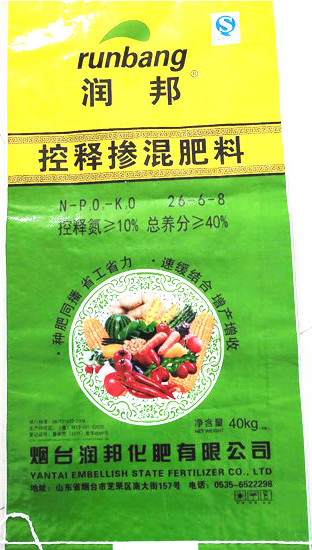 runbang
润邦®
QS
控释掺混肥料
N-P₂O₅-K₂O 26-6-8
控释氮≥10% 总养分≥40%
·种肥同播 省工省力 ·速缓结合 增产增收
净含量 40kg
NETWEIGHT
烟台润邦化肥有限公司
YANTAI EMBELLISH STATE FERTILIZER CO., LTD
地址：山东省烟台市芝罘区南大街157号 电话：0535-6522298